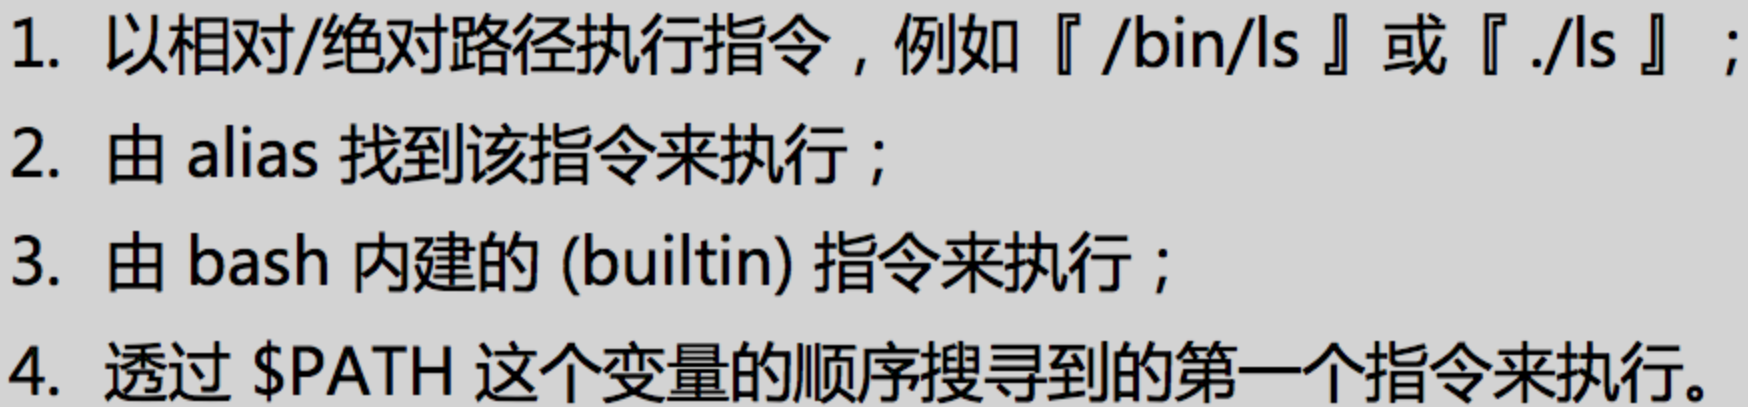 1. 以相对/绝对路径执行指令，例如『 /bin/ls 』或『 ./ls 』；
2. 由 alias 找到该指令来执行；
3. 由 bash 内建的 (builtin) 指令来执行；
4. 透过 $PATH 这个变量的顺序搜寻到的第一个指令来执行。